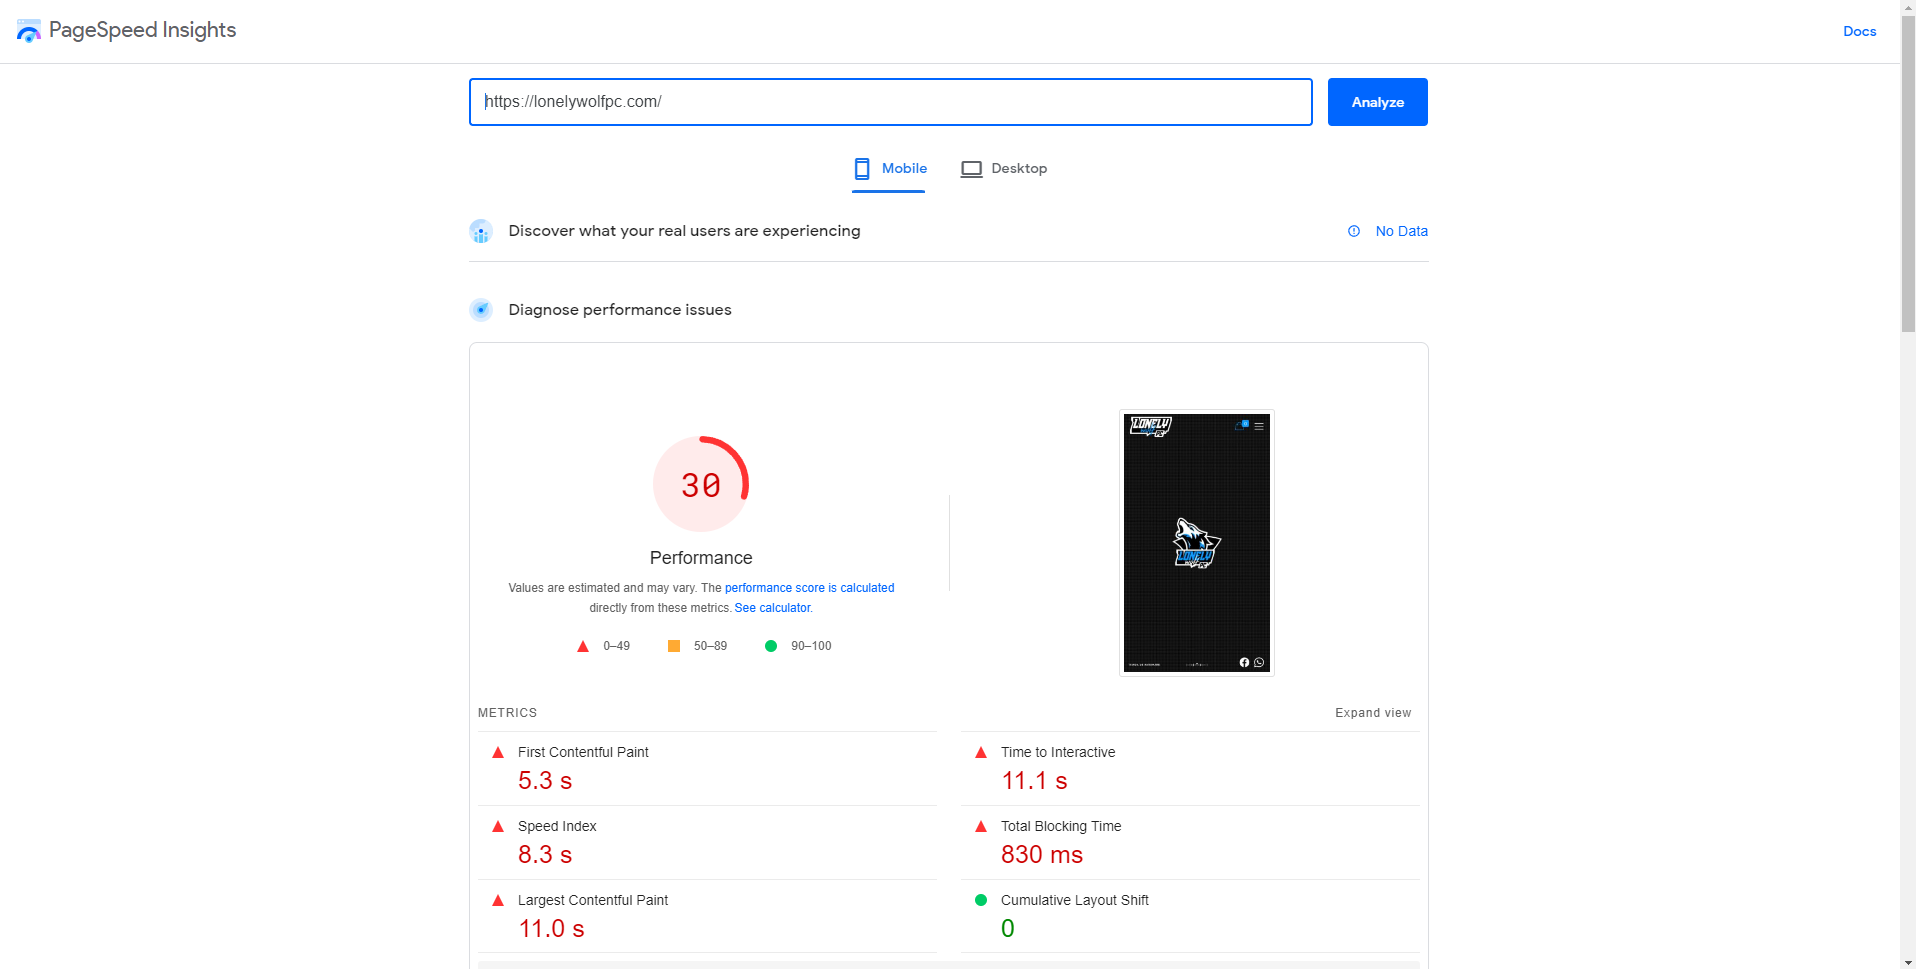 PageSpeed Insights
Docs
https://lonelywolfpc.com/
Analyze
Mobile
Desktop
Discover what your real users are experiencing
No Data
Diagnose performance issues
30
Performance
Values are estimated and may vary. The performance score is calculated
directly from these metrics. See calculator.
0–49
50–89
90–100
LONELY
PC
LONELY
WOLF
PC
METRICS
Expand view
First Contentful Paint
5.3 s
Time to Interactive
11.1 s
Speed Index
8.3 s
Total Blocking Time
830 ms
Largest Contentful Paint
11.0 s
Cumulative Layout Shift
0